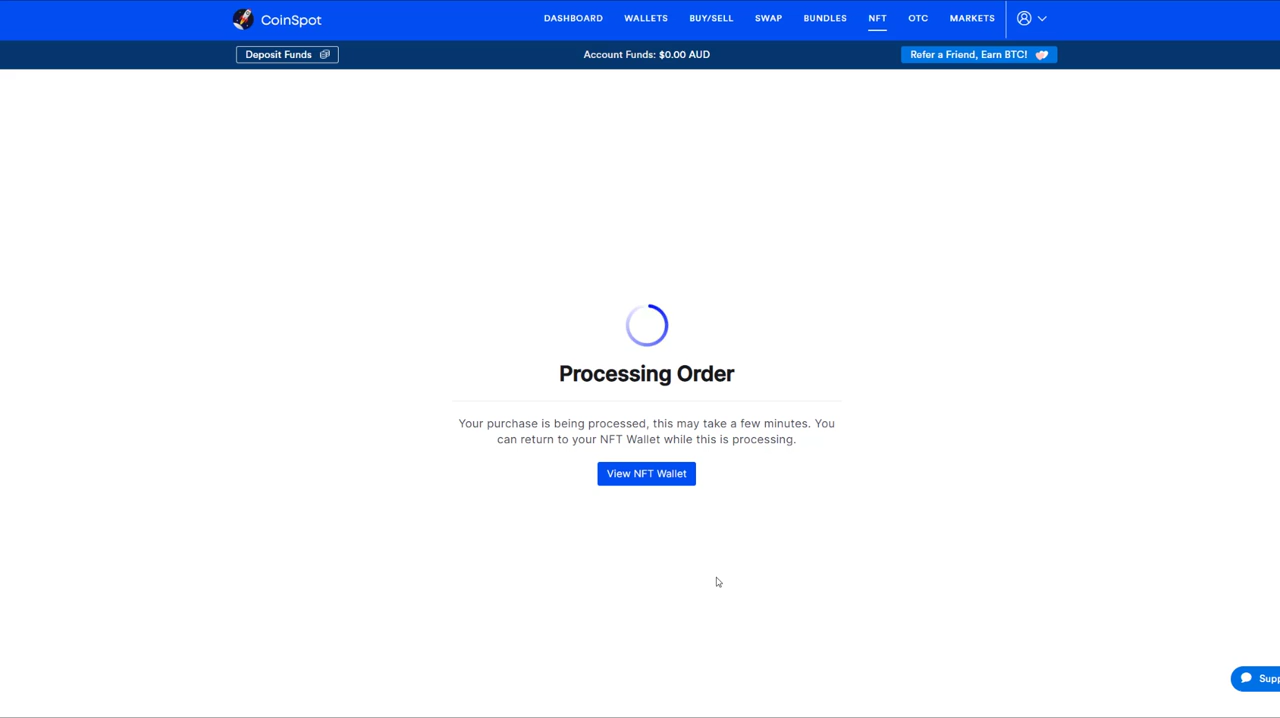 CoinSpot
DASHBOARD WALLETS BUY/SELL SWAP BUNDLES NFT OTC MARKETS
Deposit Funds
Account Funds: $0.00 AUD
Refer a Friend, Earn BTC!
Processing Order
Your purchase is being processed, this may take a few minutes. You
can return to your NFT Wallet while this is processing.
View NFT Wallet
Supp